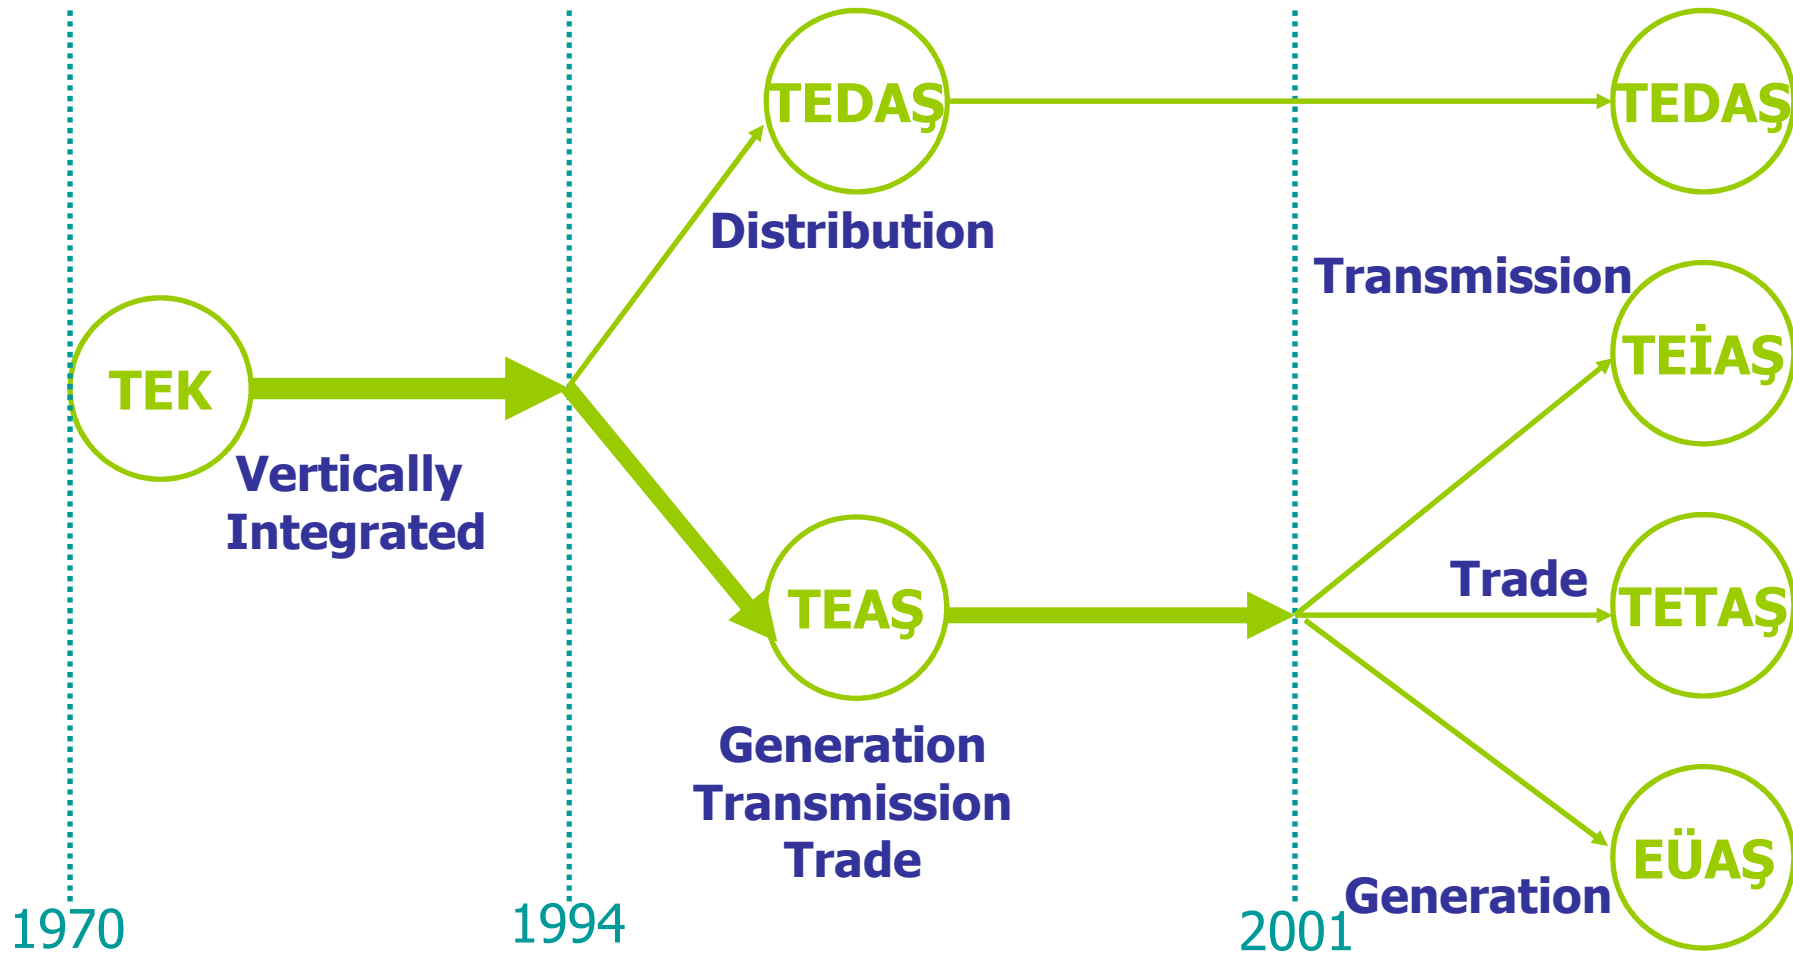 TEDAŞ
TEDAŞ
Distribution
Transmission
TEİAŞ
TEK
Vertically
Integrated
Trade
TEAŞ
TETAŞ
Generation
Transmission
Trade
EÜAŞ
Generation
1970
1994
2001